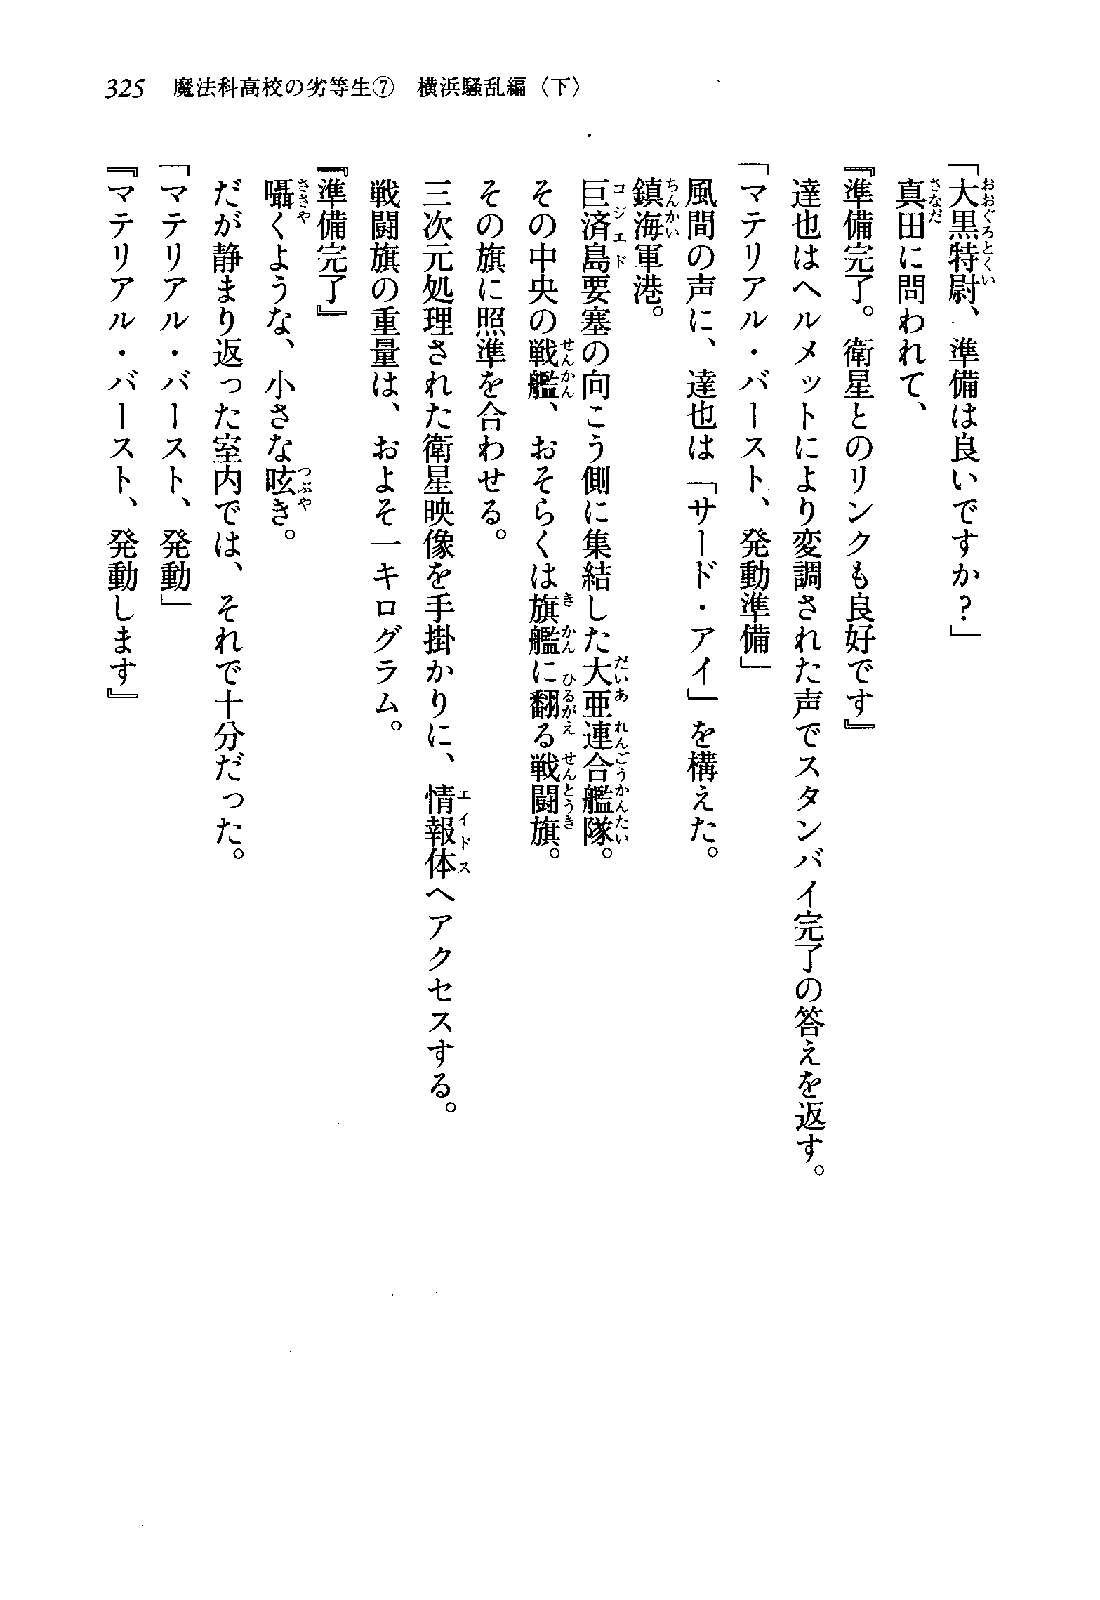 325　魔法科高校の劣等生⑦　横浜騒乱編〈下〉
「大黒特尉、準備は良いですか？」
真田に問われて、
『準備完了。衛星とのリンクも良好です』
達也はヘルメットにより変調された声でスタンバイ完了の答えを返す。
「マテリアル・バースト、発動準備」
風間の声に、達也は「サード・アイ」を構えた。
鎮海軍港。
巨済島要塞の向こう側に集結した大亜連合艦隊。
その中央の戦艦、おそらくは旗艦に翻る戦闘旗。
その旗に照準を合わせる。
三次元処理された衛星映像を手掛かりに、情報体へアクセスする。
戦闘旗の重量は、およそ一キログラム。
『準備完了』
囁くような、小さな呟き。
だが静まり返った室内では、それで十分だった。
「マテリアル・バースト、発動」
『マテリアル・バースト、発動します』